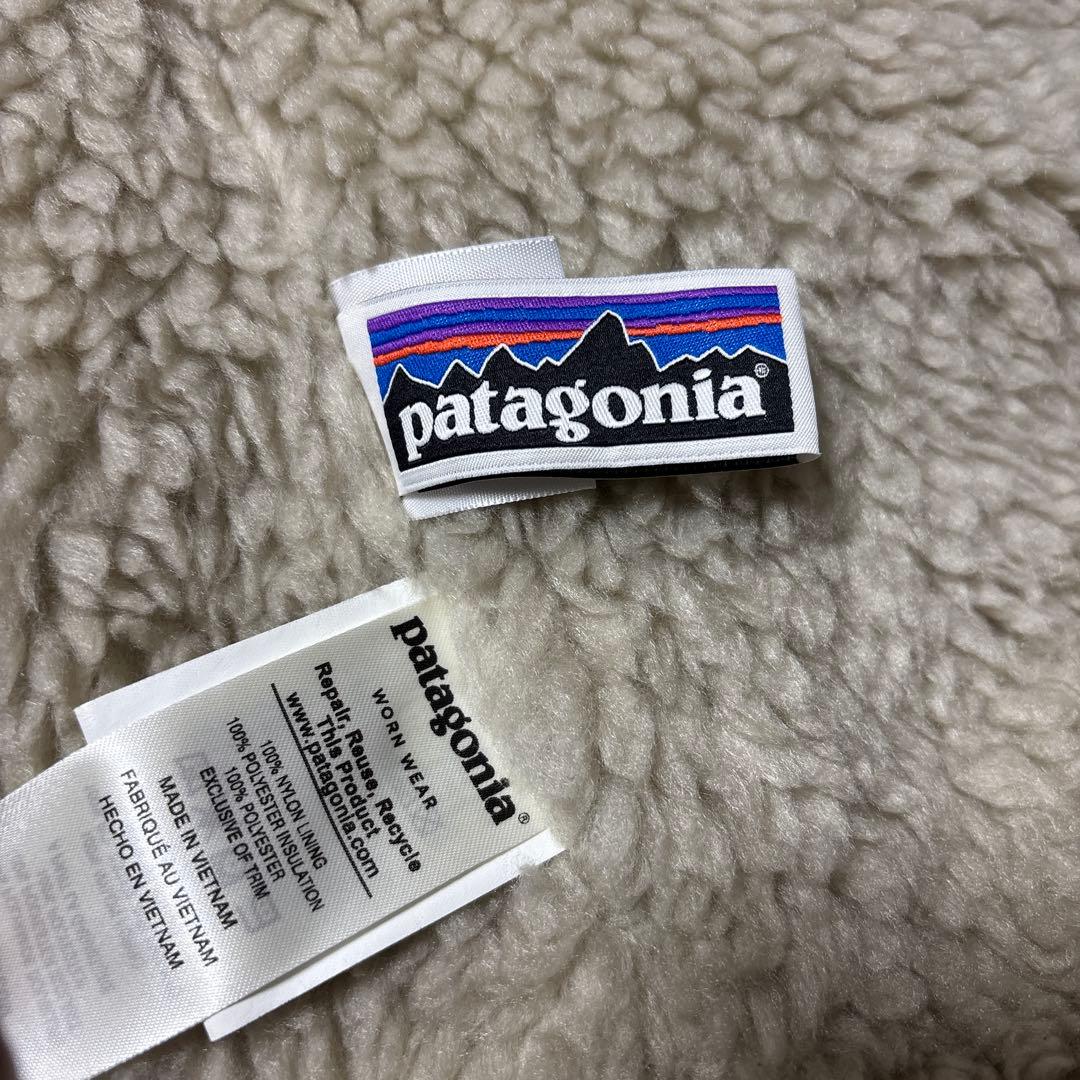 patagonia®
patagonia®
WORN WEAR
Repair, Reuse, Recycle
This Product
www.patagonia.com
100% NYLON LINING
100% POLYESTER INSULATION
100% POLYESTER
EXCLUSIVE OF TRIM
MADE IN VIETNAM
FABRIQUÉ AU VIETNAM
HECHO EN VIETNAM